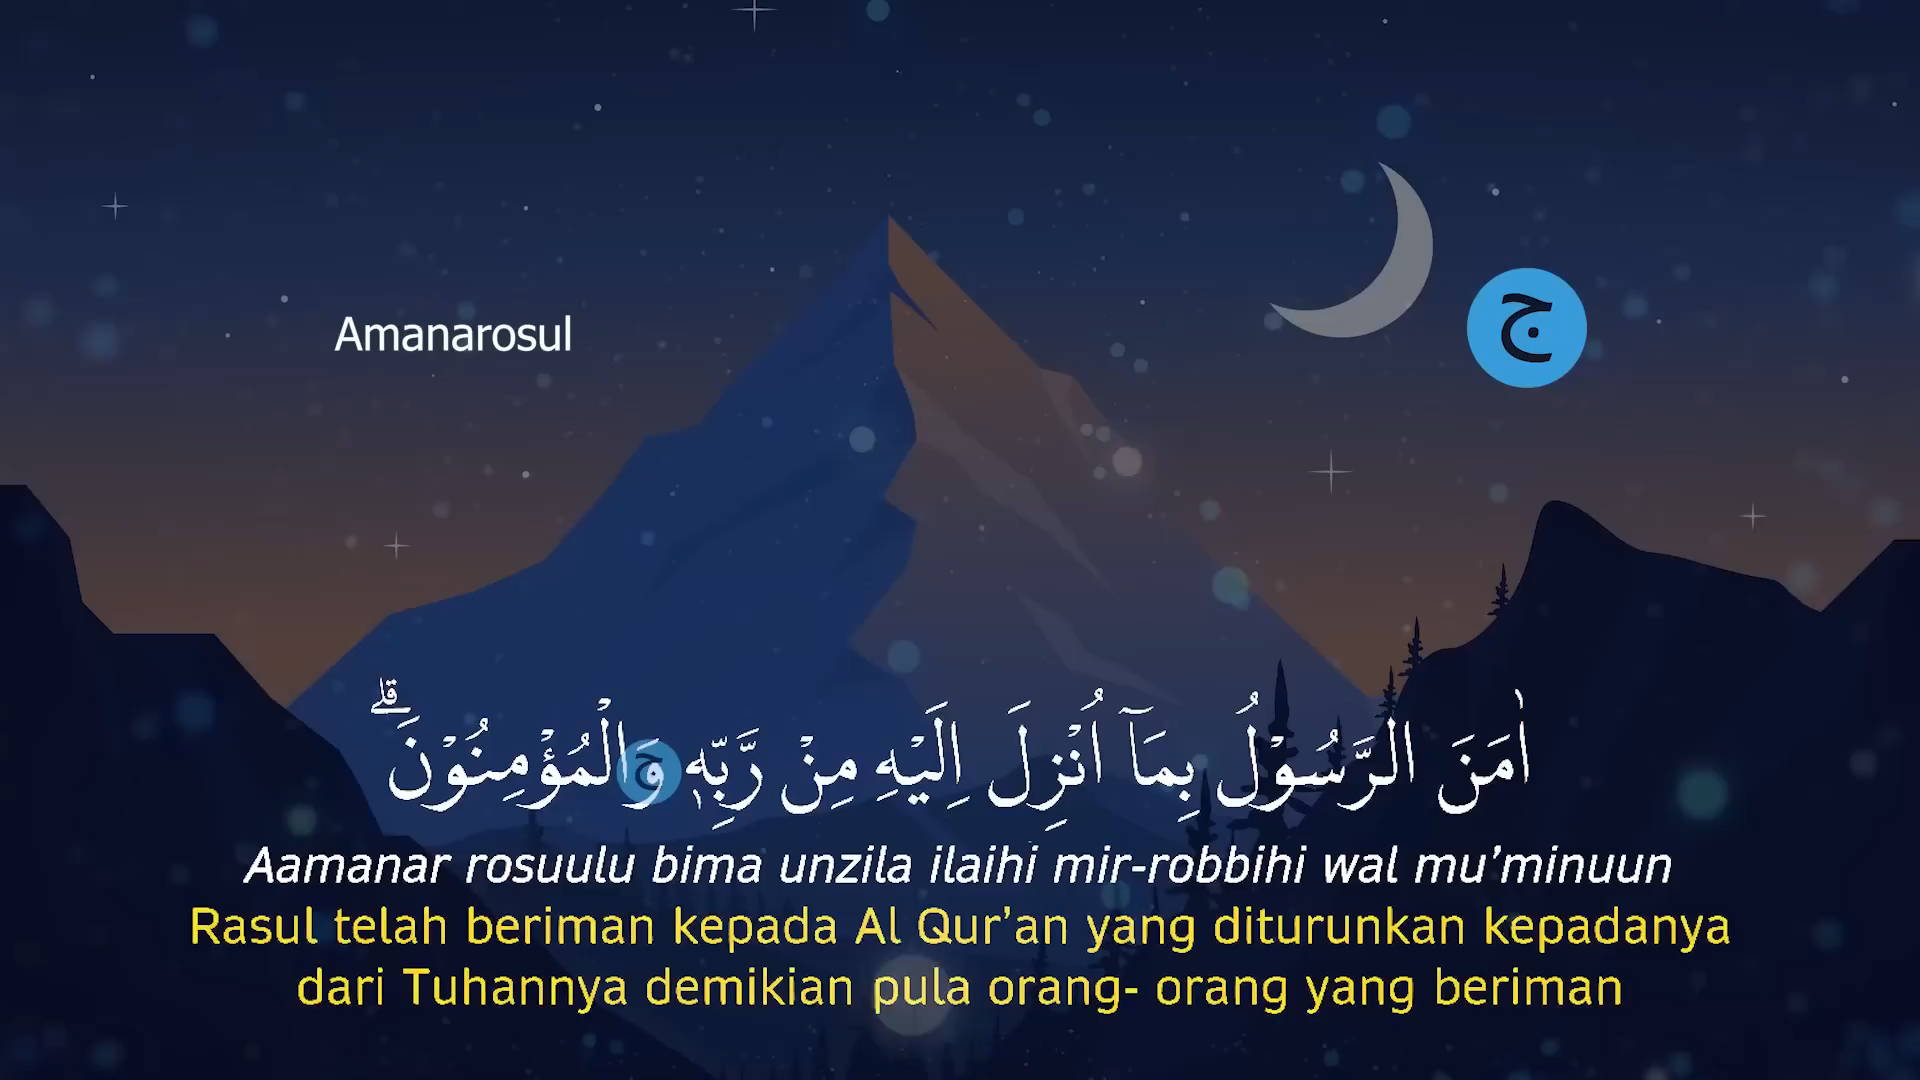 Amanarosul
ج
اٰمَنَ الرَّسُوْلُ بِمَآ اُنْزِلَ اِلَيْهِ مِنْ رَّبِّهٖ وَالْمُؤْمِنُوْنَۗ
ج
Aamanar rosuulu bima unzila ilaihi mir-robbihi wal mu’minuun
Rasul telah beriman kepada Al Qur’an yang diturunkan kepadanya
dari Tuhannya demikian pula orang- orang yang beriman